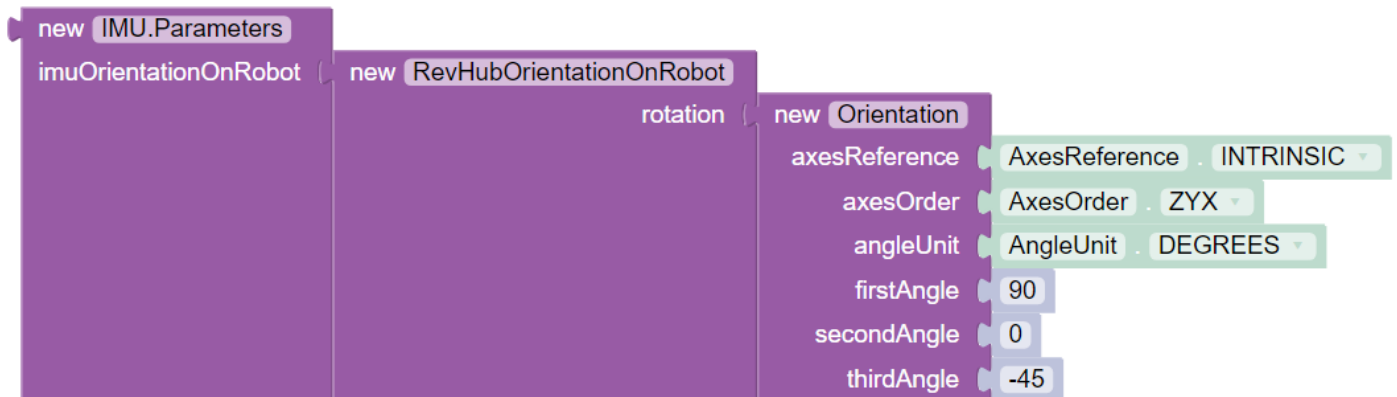 new IMU.Parameters
imuOrientationOnRobot new RevHubOrientationOnRobot
rotation new Orientation
axesReference AxesReference . INTRINSIC
axesOrder AxesOrder . ZYX
angleUnit AngleUnit . DEGREES
firstAngle 90
secondAngle 0
thirdAngle -45